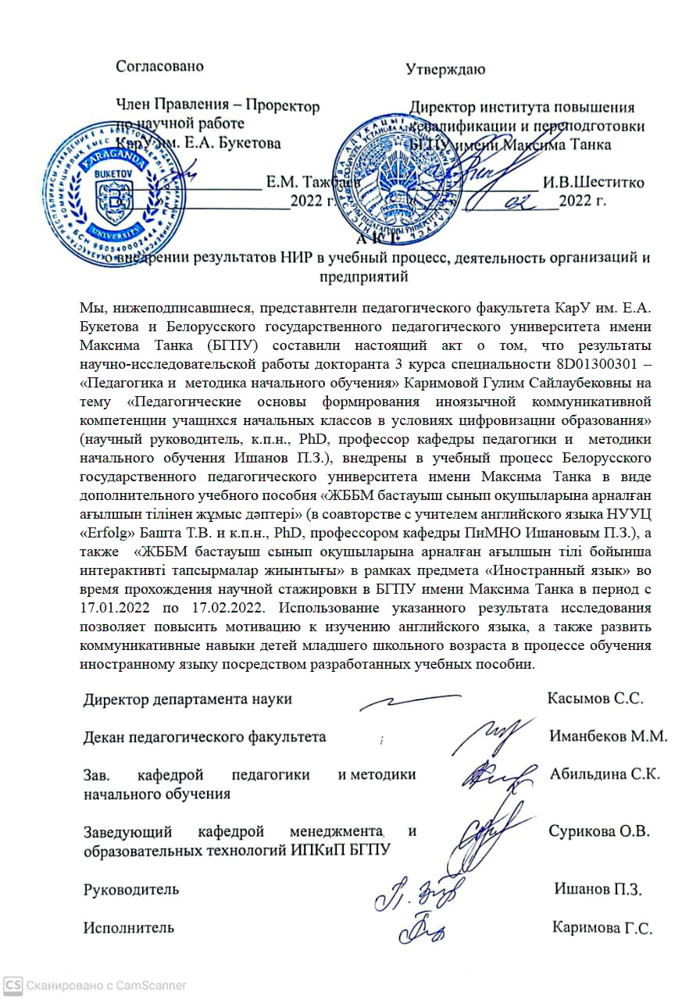 Согласовано
Утверждаю
Член Правления – Проректор
по научной работе
КарУ им. Е.А. Букетова
Е.М. Тажбаев
« »2022 г.
Директор института повышения
квалификации и переподготовки
БГПУ имени Максима Танка
И.В.Шеститко
« » 02 2022 г.
KARAGANDA
BUKETOV
UNIVERSITY
БСН 990540002444
А К Т
о внедрении результатов НИР в учебный процесс, деятельность организаций и
предприятий
Мы, нижеподписавшиеся, представители педагогического факультета КарУ им. Е.А.
Букетова и Белорусского государственного педагогического университета имени
Максима Танка (БГПУ) составили настоящий акт о том, что результаты
научно-исследовательской работы докторанта 3 курса специальности 8D01300301 –
«Педагогика и методика начального обучения» Каримовой Гулим Сайлаубековны на
тему «Педагогические основы формирования иноязычной коммуникативной
компетенции учащихся начальных классов в условиях цифровизации образования»
(научный руководитель, к.п.н., PhD, профессор кафедры педагогики и методики
начального обучения Ишанов П.З.), внедрены в учебный процесс Белорусского
государственного педагогического университета имени Максима Танка в виде
дополнительного учебного пособия «ЖББМ бастауыш сынып оқушыларына арналған
ағылшын тілінен жұмыс дәптері» (в соавторстве с учителем английского языка НУУЦ
«Erfolg» Башта Т.В. и к.п.н., PhD, профессором кафедры ПиМНО Ишановым П.З.), а
также «ЖББМ бастауыш сынып оқушыларына арналған ағылшын тілі бойынша
интерактивті тапсырмалар жиынтығы» в рамках предмета «Иностранный язык» во
время прохождения научной стажировки в БГПУ имени Максима Танка в период с
17.01.2022 по 17.02.2022. Использование указанного результата исследования
позволяет повысить мотивацию к изучению английского языка, а также развить
коммуникативные навыки детей младшего школьного возраста в процессе обучения
иностранному языку посредством разработанных учебных пособии.
Директор департамента науки Касымов С.С.
Декан педагогического факультета Иманбеков М.М.
Зав. кафедрой педагогики и методики Абильдина С.К.
начального обучения
Заведующий кафедрой менеджмента и Сурикова О.В.
образовательных технологий ИПКиП БГПУ
Руководитель Ишанов П.З.
Исполнитель Каримова Г.С.
CS Сканировано с CamScanner